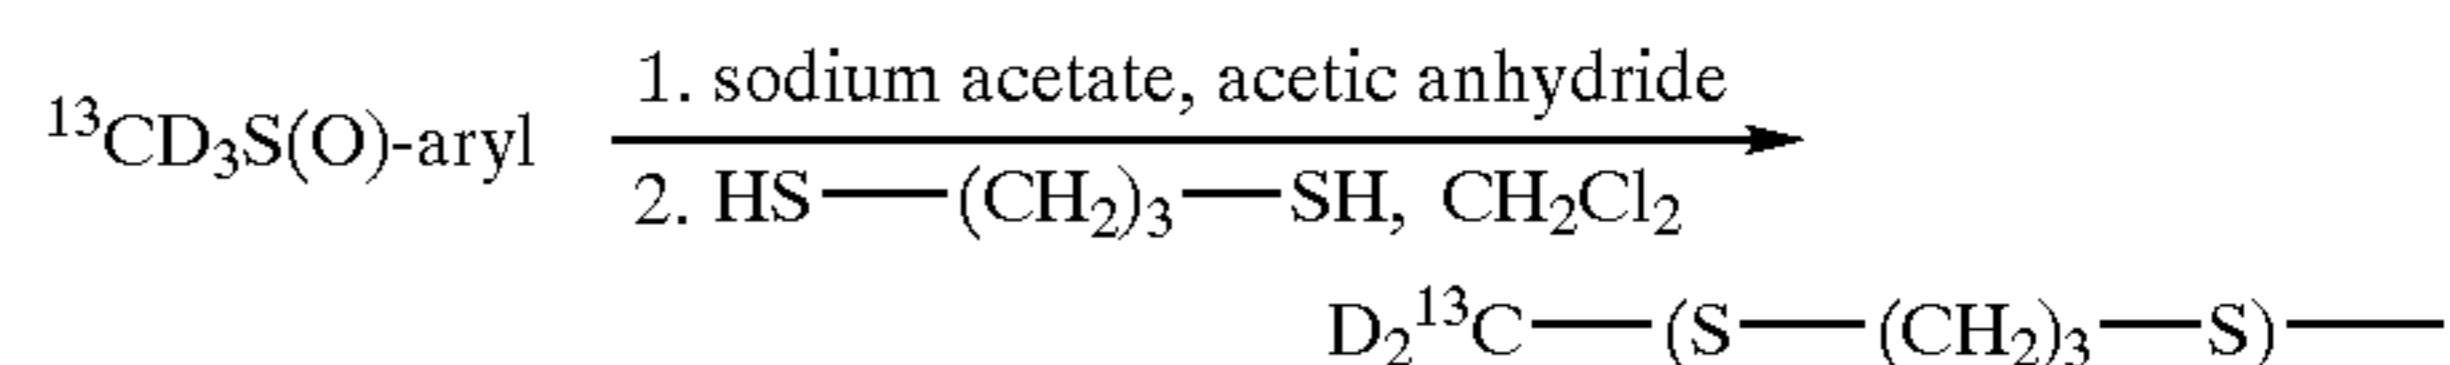 1. sodium acetate, acetic anhydride
¹³CD₃S(O)-aryl
2. HS—(CH₂)₃—SH, CH₂Cl₂
D₂¹³C—(S—(CH₂)₃—S)—